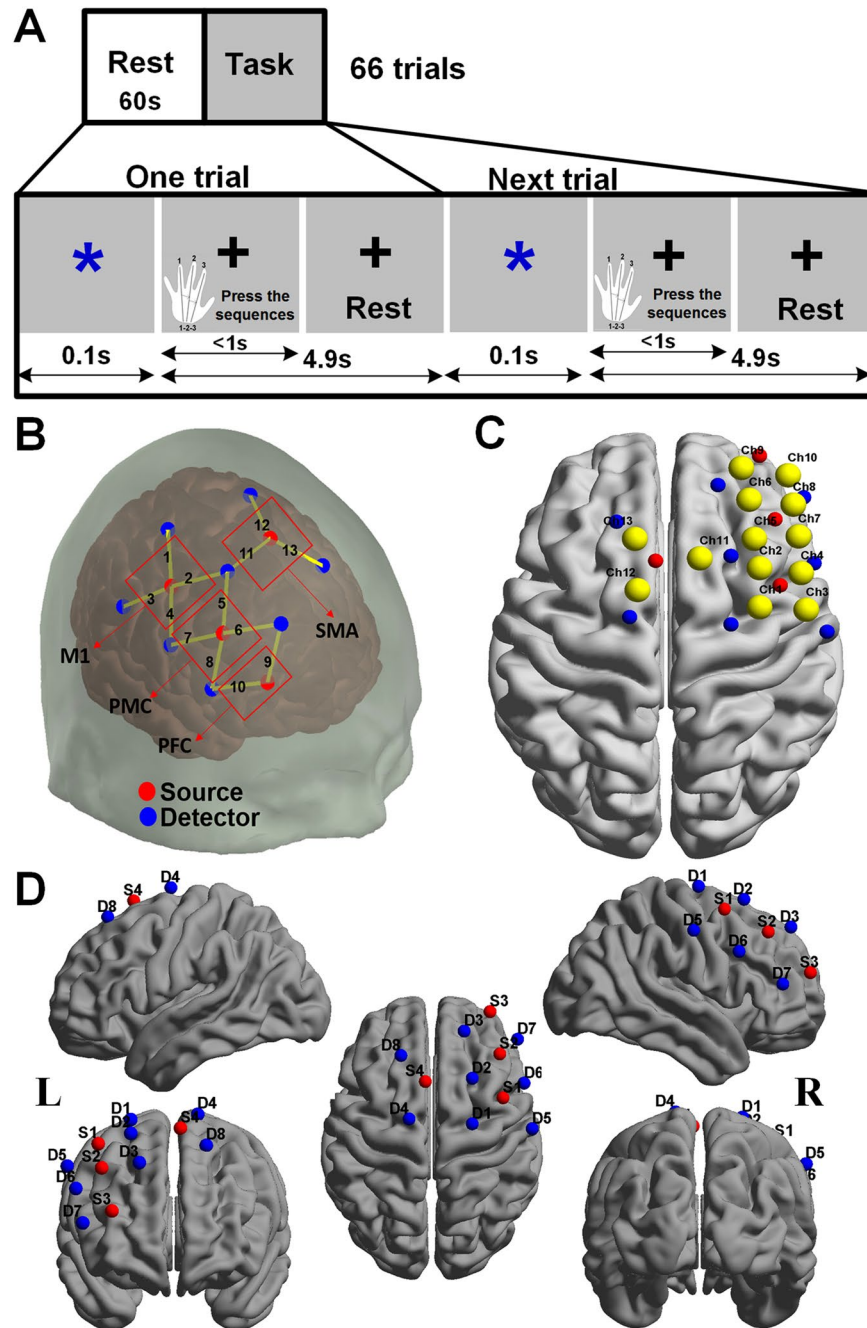 A
Rest
Task
66 trials
60s
One trial
Next trial
*
+
+
*
+
+
1 2 3
Press the
sequences
1-2-3
Rest
1 2 3
Press the
sequences
1-2-3
Rest
<1s
<1s
0.1s
4.9s
0.1s
4.9s
B
12
11
13
1
2
3
4
5
7
6
8
9
10
M1
PMC
PFC
SMA
Source
Detector
C
Ch9
Ch10
Ch6
Ch8
Ch13
Ch5
Ch7
Ch11
Ch2
Ch4
Ch12
Ch1
Ch3
D
S4
D4
D8
D1
D2
S1
S2
D3
D5
D6
S3
D7
S3
D3
D7
D8
S2
S4
D2
D6
S1
D4
D1
D5
L
D1
D2
D4
S4
S1
D8
D5
S2
D3
D6
S3
D7
R
D4
D1
D2
S1
D5
6